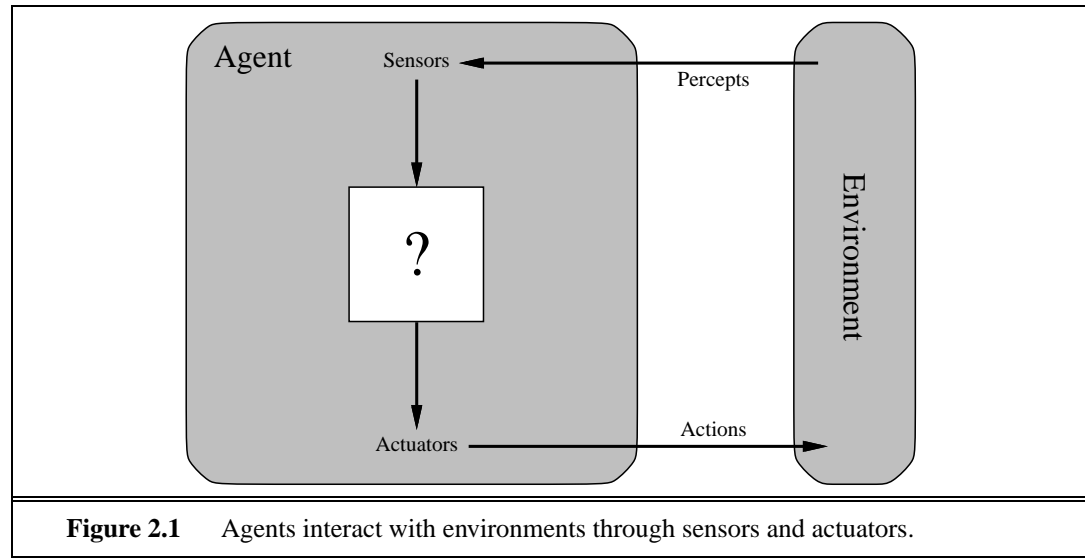 Agent
Sensors
Percepts
Environment
?
Actuators
Actions
Figure 2.1 Agents interact with environments through sensors and actuators.